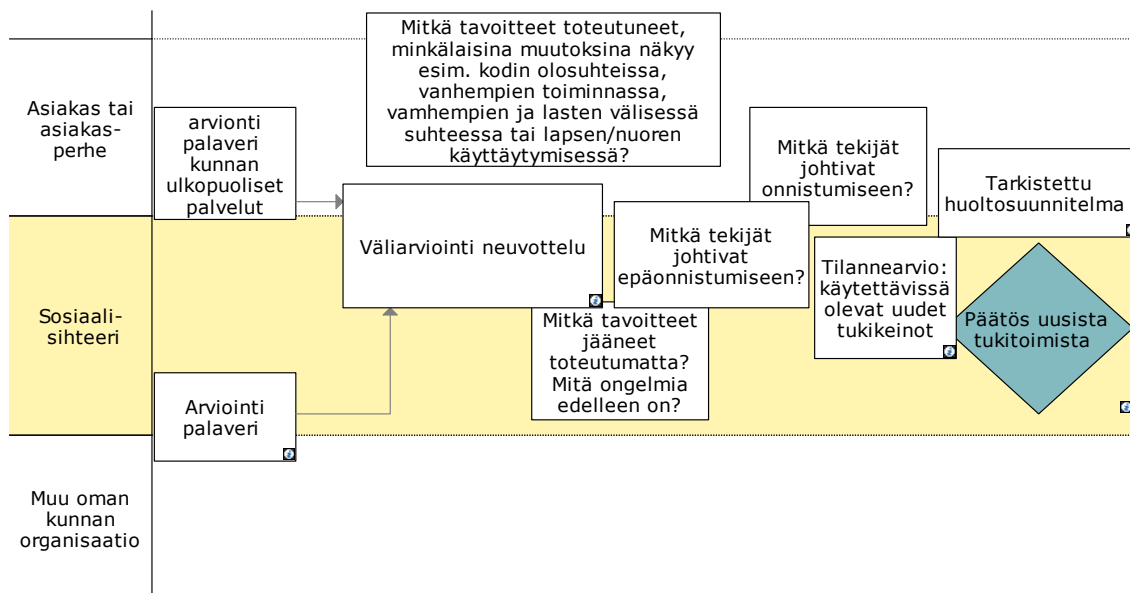 Asiakas tai
asiakas-
perhe
Sosiaali-
sihteeri
Muu oman
kunnan
organisaatio
arvionti
palaveri
kunnan
ulkopuoliset
palvelut
Arviointi
palaveri
Mitkä tavoitteet toteutuneet,
minkälaisina muutoksina näkyy
esim. kodin olosuhteissa,
vanhempien toiminnassa,
vamhempien ja lasten välisessä
suhteessa tai lapsen/nuoren
käyttäytymisessä?
Väliarviointi neuvottelu
Mitkä tavoitteet
jääneet
toteutumatta?
Mitä ongelmia
edelleen on?
Mitkä tekijät
johtivat
epäonnistumiseen?
Mitkä tekijät
johtivat
onnistumiseen?
Tilannearvio:
käytettävissä
olevat uudet
tukikeinot
Tarkistettu
huoltosuunnitelma
Päätös uusista
tukitoimista